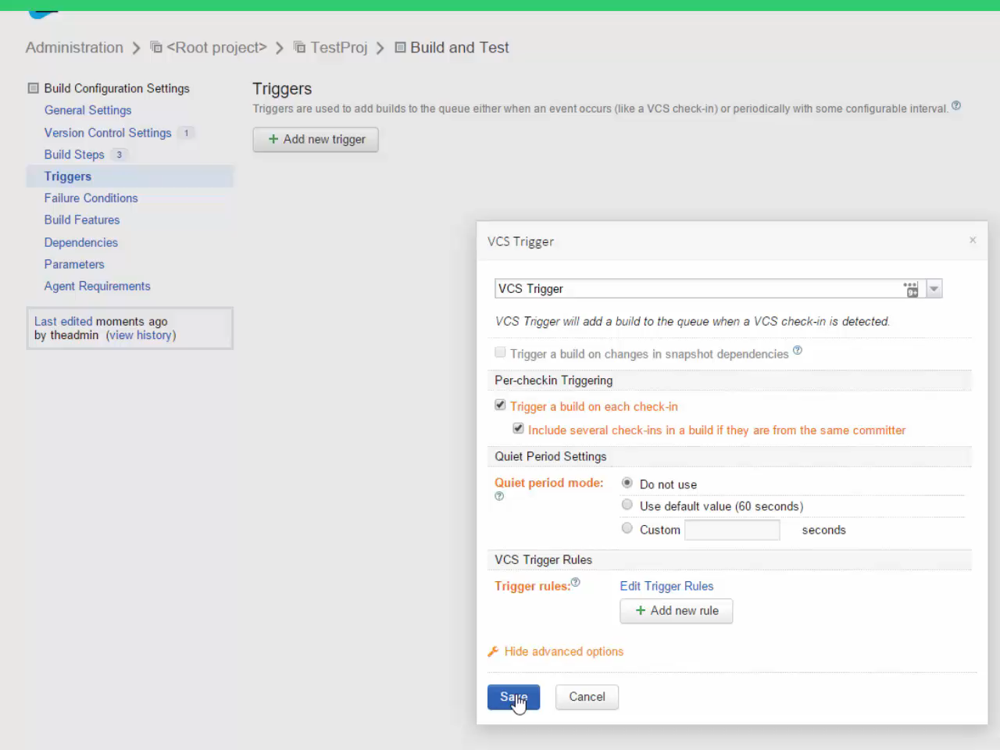 Administration > <Root project> > TestProj > Build and Test
Build Configuration Settings
General Settings
Version Control Settings 1
Build Steps 3
Triggers
Failure Conditions
Build Features
Dependencies
Parameters
Agent Requirements
Last edited moments ago
by theadmin (view history)
Triggers
Triggers are used to add builds to the queue either when an event occurs (like a VCS check-in) or periodically with some configurable interval. ?
+ Add new trigger
VCS Trigger ×
VCS Trigger 9+
VCS Trigger will add a build to the queue when a VCS check-in is detected.
Trigger a build on changes in snapshot dependencies ?
Per-checkin Triggering
Trigger a build on each check-in
Include several check-ins in a build if they are from the same committer
Quiet Period Settings
Quiet period mode: ?
Do not use
Use default value (60 seconds)
Custom seconds
VCS Trigger Rules
Trigger rules: ? Edit Trigger Rules
+ Add new rule
Hide advanced options
Save Cancel